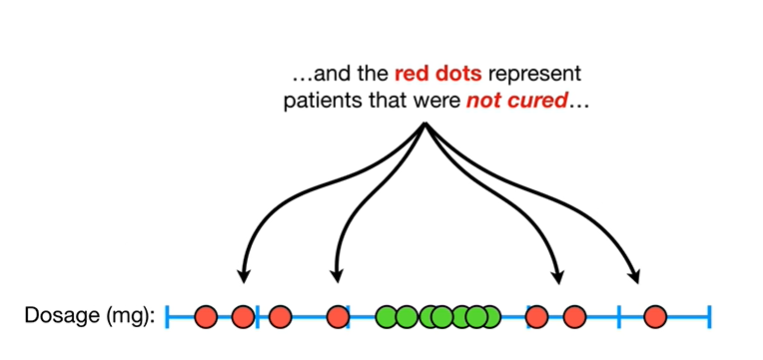 ...and the red dots represent
patients that were not cured...
Dosage (mg):